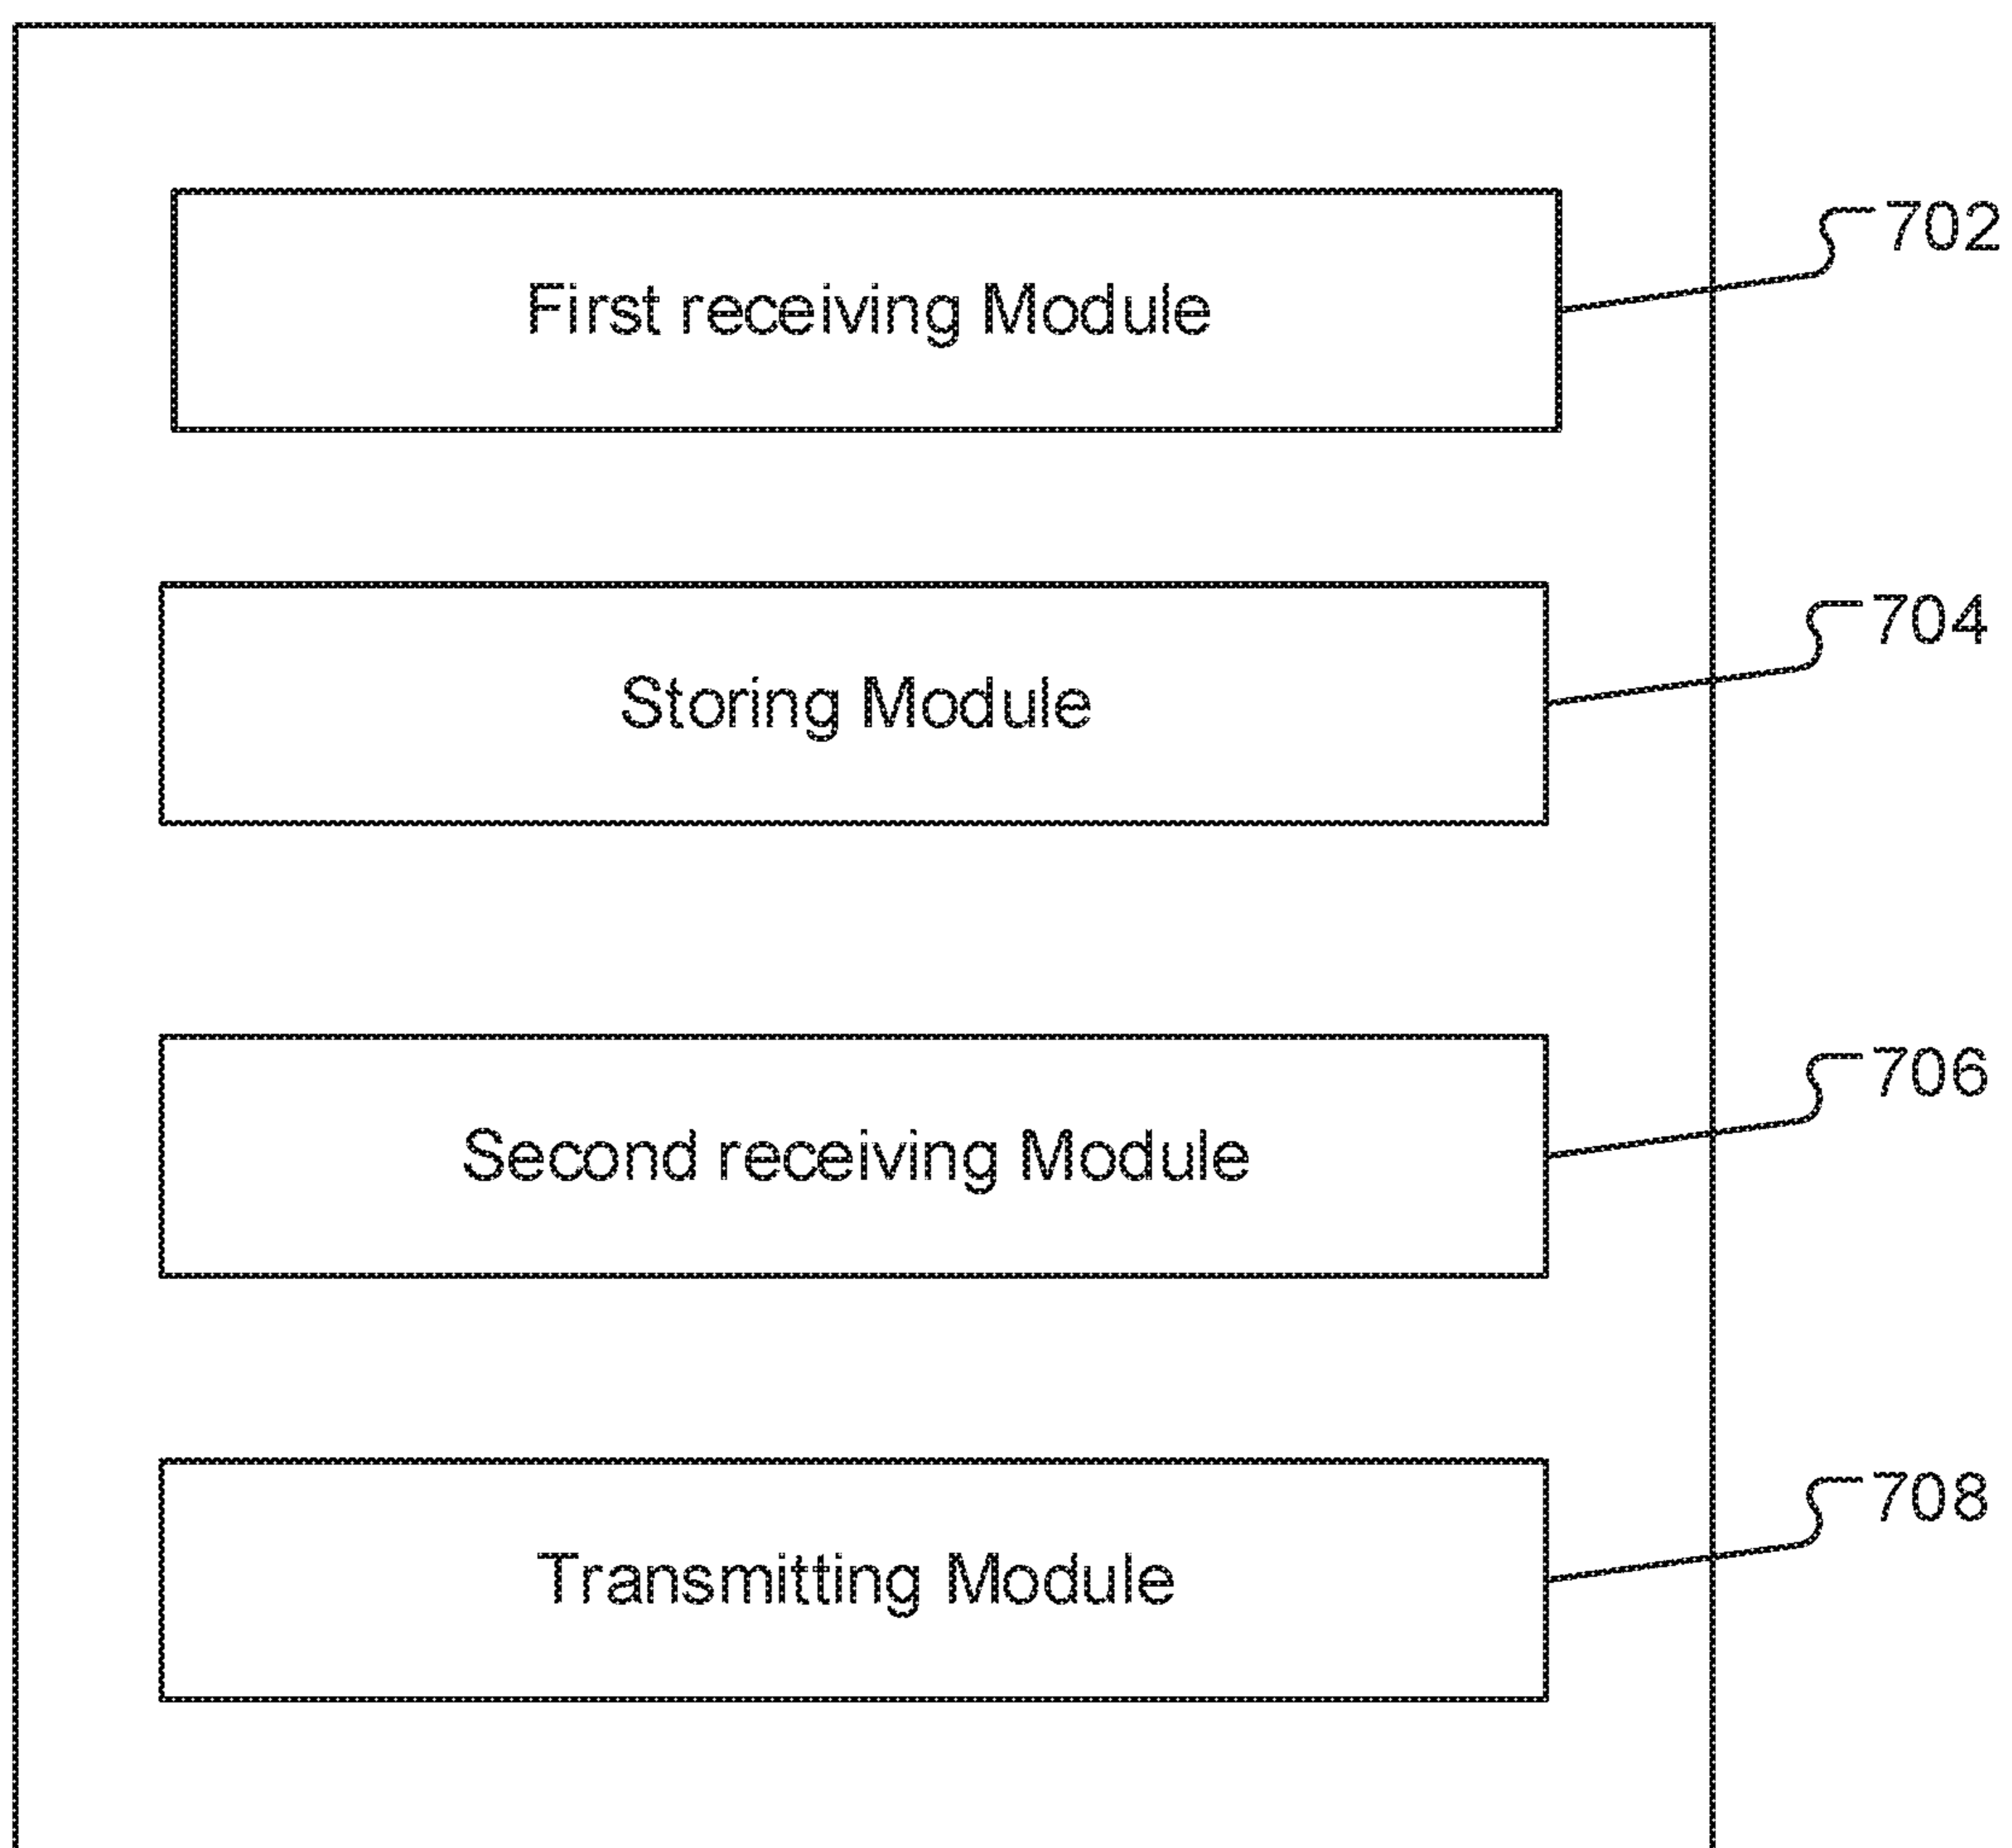 702
First receiving Module
704
Storing Module
706
Second receiving Module
708
Transmitting Module